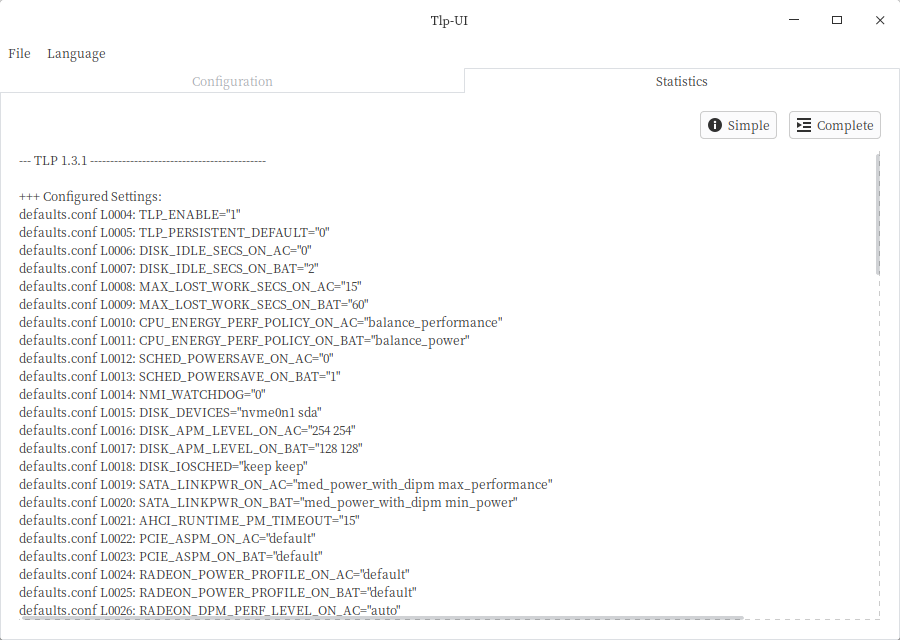 Tlp-UI
File Language
Configuration Statistics
Simple Complete
--- TLP 1.3.1 --------------------------------------------
+++ Configured Settings:
defaults.conf L0004: TLP_ENABLE="1"
defaults.conf L0005: TLP_PERSISTENT_DEFAULT="0"
defaults.conf L0006: DISK_IDLE_SECS_ON_AC="0"
defaults.conf L0007: DISK_IDLE_SECS_ON_BAT="2"
defaults.conf L0008: MAX_LOST_WORK_SECS_ON_AC="15"
defaults.conf L0009: MAX_LOST_WORK_SECS_ON_BAT="60"
defaults.conf L0010: CPU_ENERGY_PERF_POLICY_ON_AC="balance_performance"
defaults.conf L0011: CPU_ENERGY_PERF_POLICY_ON_BAT="balance_power"
defaults.conf L0012: SCHED_POWERSAVE_ON_AC="0"
defaults.conf L0013: SCHED_POWERSAVE_ON_BAT="1"
defaults.conf L0014: NMI_WATCHDOG="0"
defaults.conf L0015: DISK_DEVICES="nvme0n1 sda"
defaults.conf L0016: DISK_APM_LEVEL_ON_AC="254 254"
defaults.conf L0017: DISK_APM_LEVEL_ON_BAT="128 128"
defaults.conf L0018: DISK_IOSCHED="keep keep"
defaults.conf L0019: SATA_LINKPWR_ON_AC="med_power_with_dipm max_performance"
defaults.conf L0020: SATA_LINKPWR_ON_BAT="med_power_with_dipm min_power"
defaults.conf L0021: AHCI_RUNTIME_PM_TIMEOUT="15"
defaults.conf L0022: PCIE_ASPM_ON_AC="default"
defaults.conf L0023: PCIE_ASPM_ON_BAT="default"
defaults.conf L0024: RADEON_POWER_PROFILE_ON_AC="default"
defaults.conf L0025: RADEON_POWER_PROFILE_ON_BAT="default"
defaults.conf L0026: RADEON_DPM_PERF_LEVEL_ON_AC="auto"